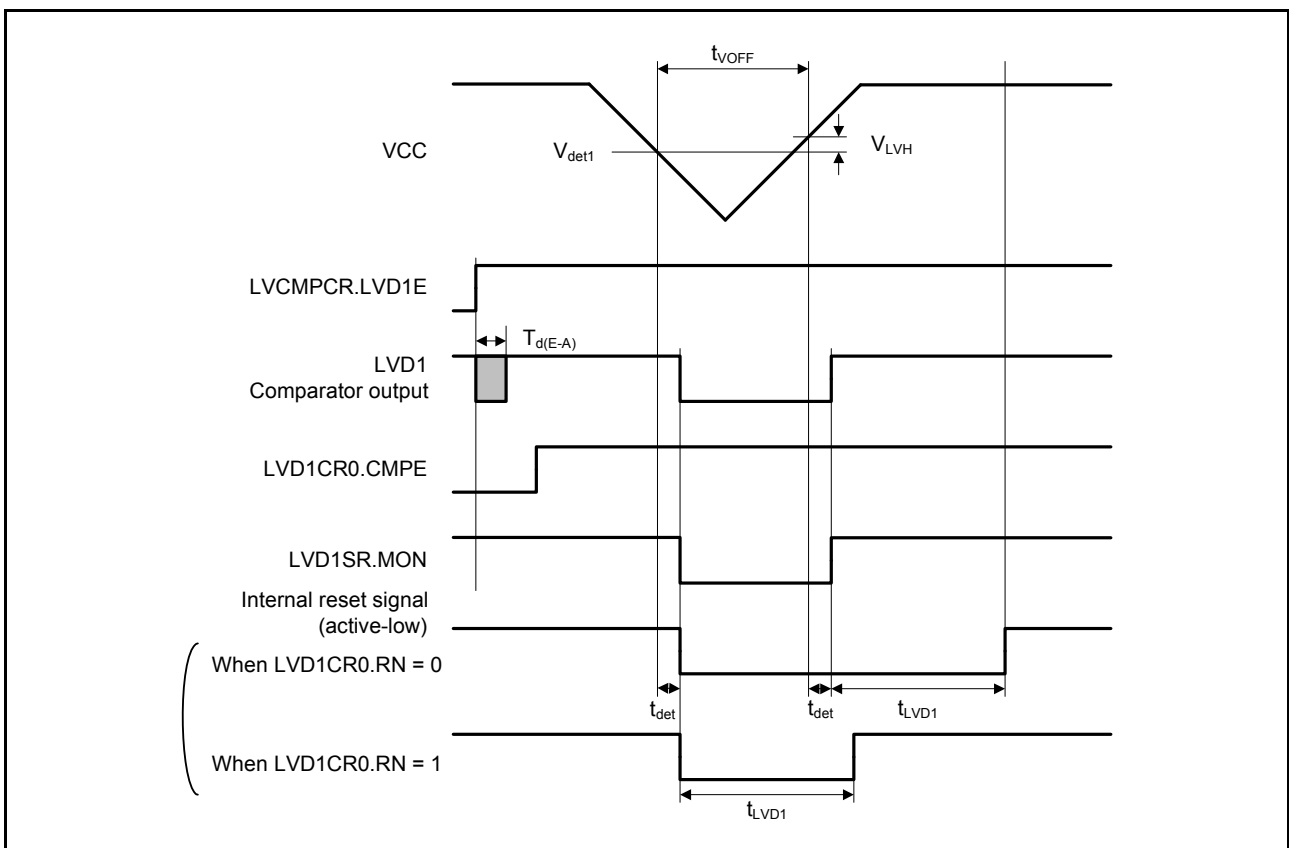 tVOFF
VCC
Vdet1
VLVH
LVCMPCR.LVD1E
Td(E-A)
LVD1
Comparator output
LVD1CR0.CMPE
LVD1SR.MON
Internal reset signal
(active-low)
When LVD1CR0.RN = 0
tdet
tdet
tLVD1
When LVD1CR0.RN = 1
tLVD1